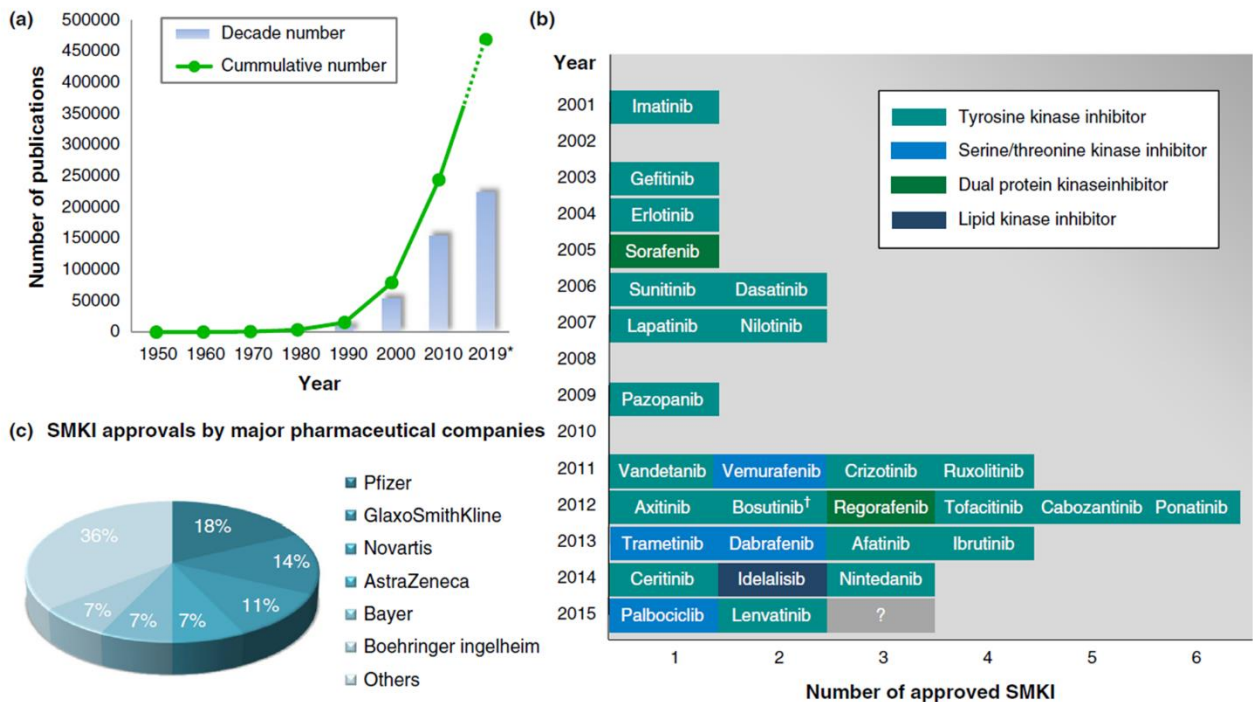 (a)
500000
450000
400000
350000
300000
250000
200000
150000
100000
50000
0
Number of publications
Decade number
Cummulative number
1950 1960 1970 1980 1990 2000 2010 2019*
Year
(b)
Year
2001 Imatinib
2002
2003 Gefitinib
2004 Erlotinib
2005 Sorafenib
2006 Sunitinib Dasatinib
2007 Lapatinib Nilotinib
2008
2009 Pazopanib
2010
2011 Vandetanib Vemurafenib Crizotinib Ruxolitinib
2012 Axitinib Bosutinib† Regorafenib Tofacitinib Cabozantinib Ponatinib
2013 Trametinib Dabrafenib Afatinib Ibrutinib
2014 Ceritinib Idelalisib Nintedanib
2015 Palbociclib Lenvatinib ?
1 2 3 4 5 6
Number of approved SMKI
Tyrosine kinase inhibitor
Serine/threonine kinase inhibitor
Dual protein kinaseinhibitor
Lipid kinase inhibitor
(c) SMKI approvals by major pharmaceutical companies
18%
14%
11%
7%
7%
7%
36%
Pfizer
GlaxoSmithKline
Novartis
AstraZeneca
Bayer
Boehringer ingelheim
Others